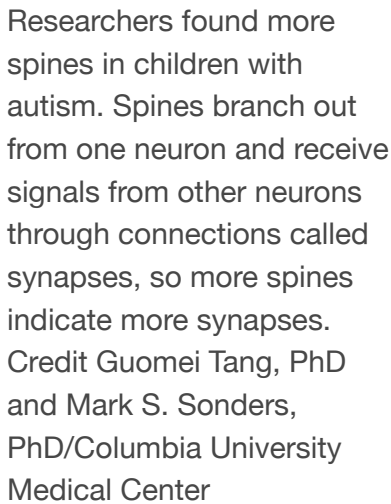 Researchers found more
spines in children with
autism. Spines branch out
from one neuron and receive
signals from other neurons
through connections called
synapses, so more spines
indicate more synapses.
Credit Guomei Tang, PhD
and Mark S. Sonders,
PhD/Columbia University
Medical Center